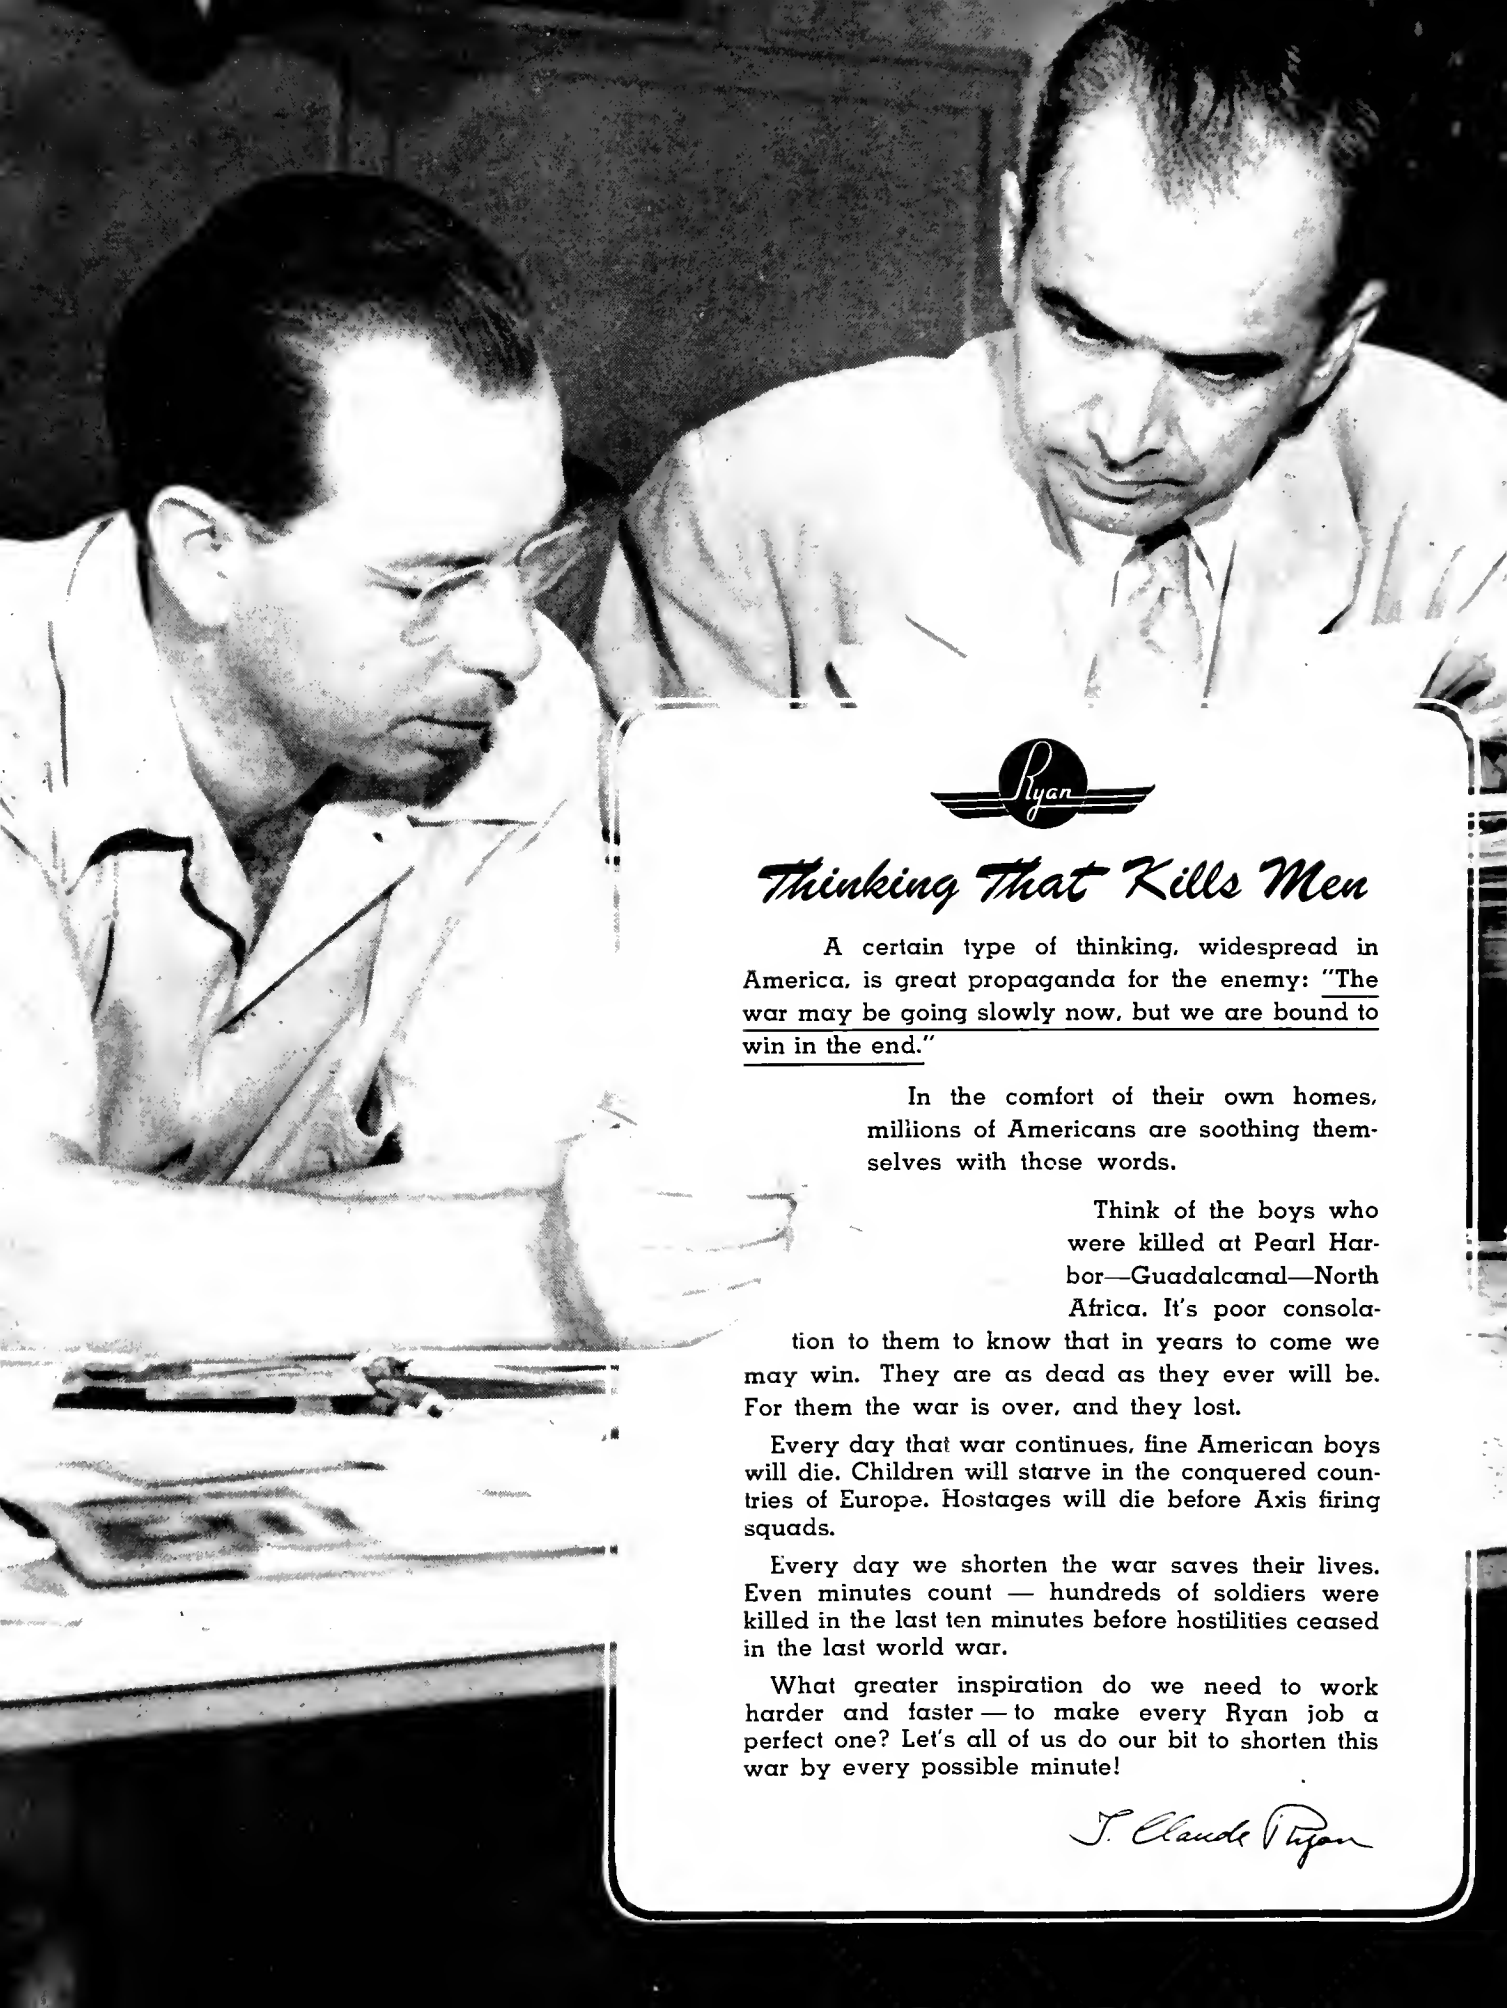 Ryan
Thinking That Kills Men
A certain type of thinking, widespread in
America, is great propaganda for the enemy: "The
war may be going slowly now, but we are bound to
win in the end."
In the comfort of their own homes,
millions of Americans are soothing them-
selves with those words.
Think of the boys who
were killed at Pearl Har-
bor—Guadalcanal—North
Africa. It's poor consola-
tion to them to know that in years to come we
may win. They are as dead as they ever will be.
For them the war is over, and they lost.
Every day that war continues, fine American boys
will die. Children will starve in the conquered coun-
tries of Europe. Hostages will die before Axis firing
squads.
Every day we shorten the war saves their lives.
Even minutes count — hundreds of soldiers were
killed in the last ten minutes before hostilities ceased
in the last world war.
What greater inspiration do we need to work
harder and faster — to make every Ryan job a
perfect one? Let's all of us do our bit to shorten this
war by every possible minute!
T. Claude Ryan